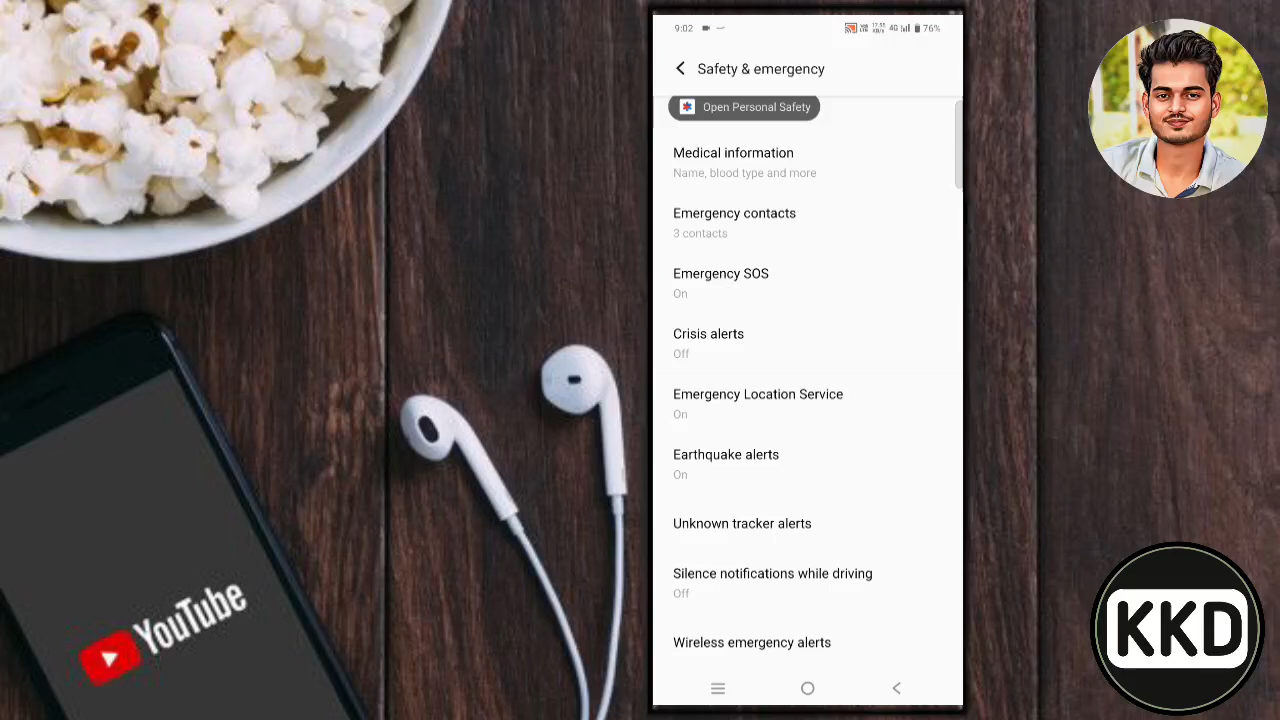 9:02
4G
76%
Safety & emergency
Open Personal Safety
Medical information
Name, blood type and more
Emergency contacts
3 contacts
Emergency SOS
On
Crisis alerts
Off
Emergency Location Service
On
Earthquake alerts
On
Unknown tracker alerts
Silence notifications while driving
Off
Wireless emergency alerts
YouTube
KKD